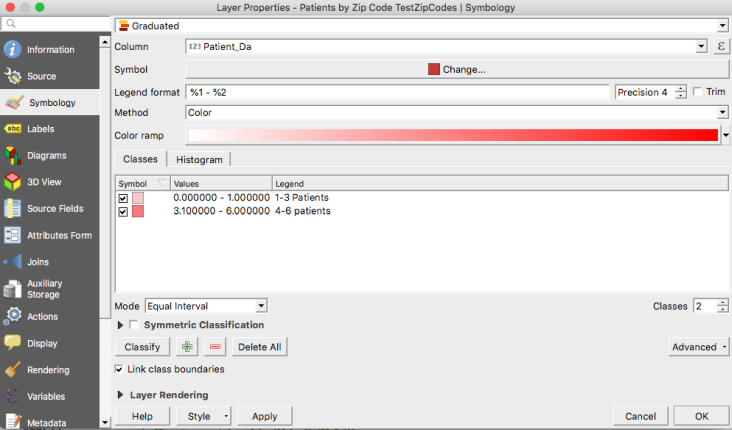 Layer Properties - Patients by Zip Code TestZipCodes | Symbology
Graduated
Information
Source
Symbology
Labels
Diagrams
3D View
Source Fields
Attributes Form
Joins
Auxiliary
Storage
Actions
Display
Rendering
Variables
Metadata
Column 123 Patient_Da ε
Symbol Change...
Legend format %1 - %2 Precision 4 Trim
Method Color
Color ramp
Classes Histogram
Symbol Values Legend
0.000000 - 1.000000 1-3 Patients
3.100000 - 6.000000 4-6 patients
Mode Equal Interval Classes 2
Symmetric Classification
Classify Delete All Advanced
Link class boundaries
Layer Rendering
Help Style Apply Cancel OK